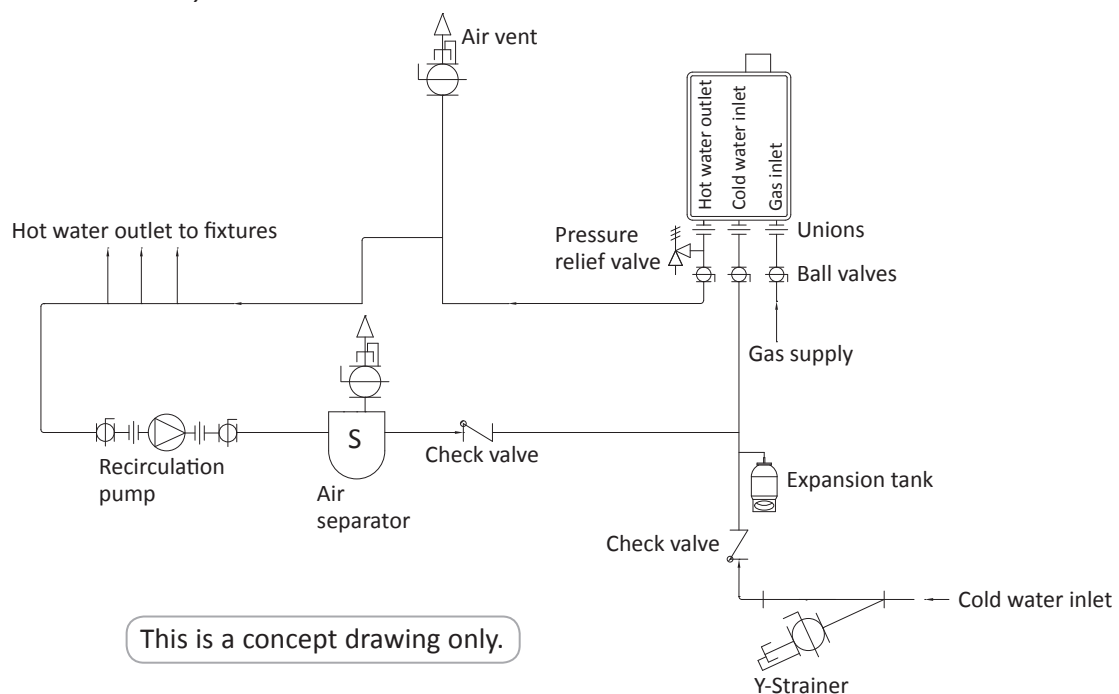 Air vent
Hot water outlet
Cold water inlet
Gas inlet
Hot water outlet to fixtures
Pressure
relief valve
Unions
Ball valves
Gas supply
S
Recirculation
pump
Air
separator
Check valve
Expansion tank
Check valve
Cold water inlet
This is a concept drawing only.
Y-Strainer